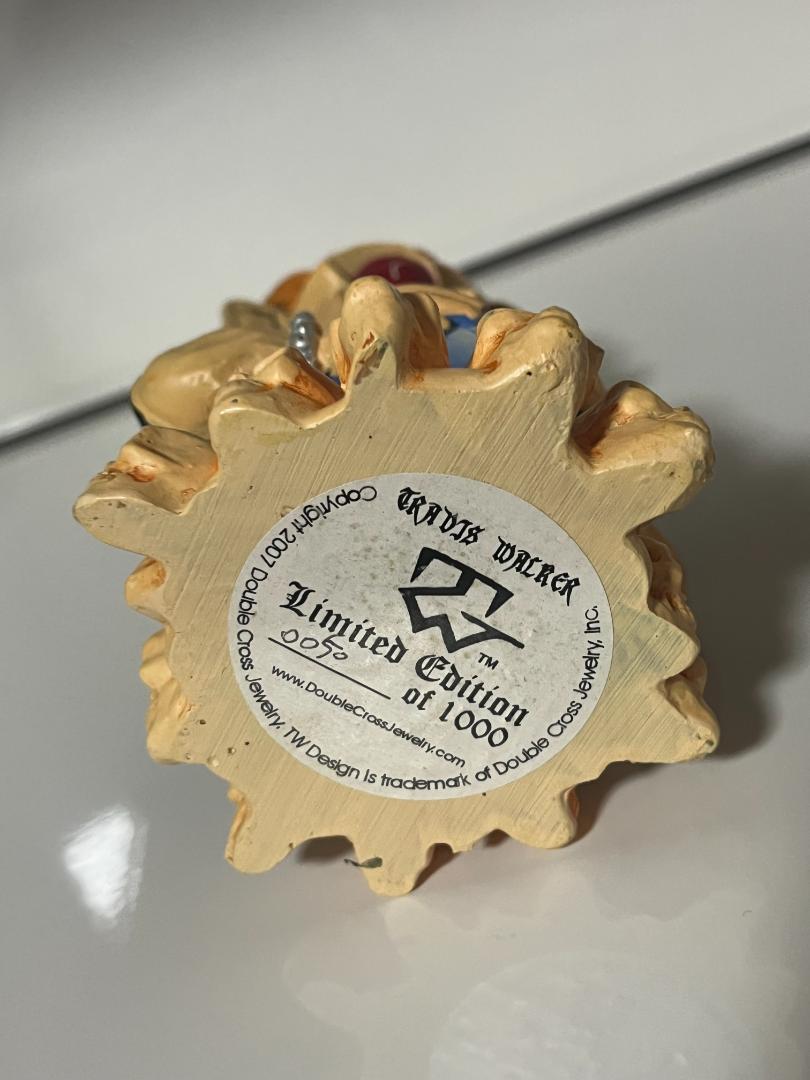 TRAVIS WALKER
TW™
Limited Edition
0050 of 1000
www.DoubleCrossJewelry.com
Copyright 2007 Double Cross Jewelry. TW Design Is trademark of Double Cross Jewelry, Inc.